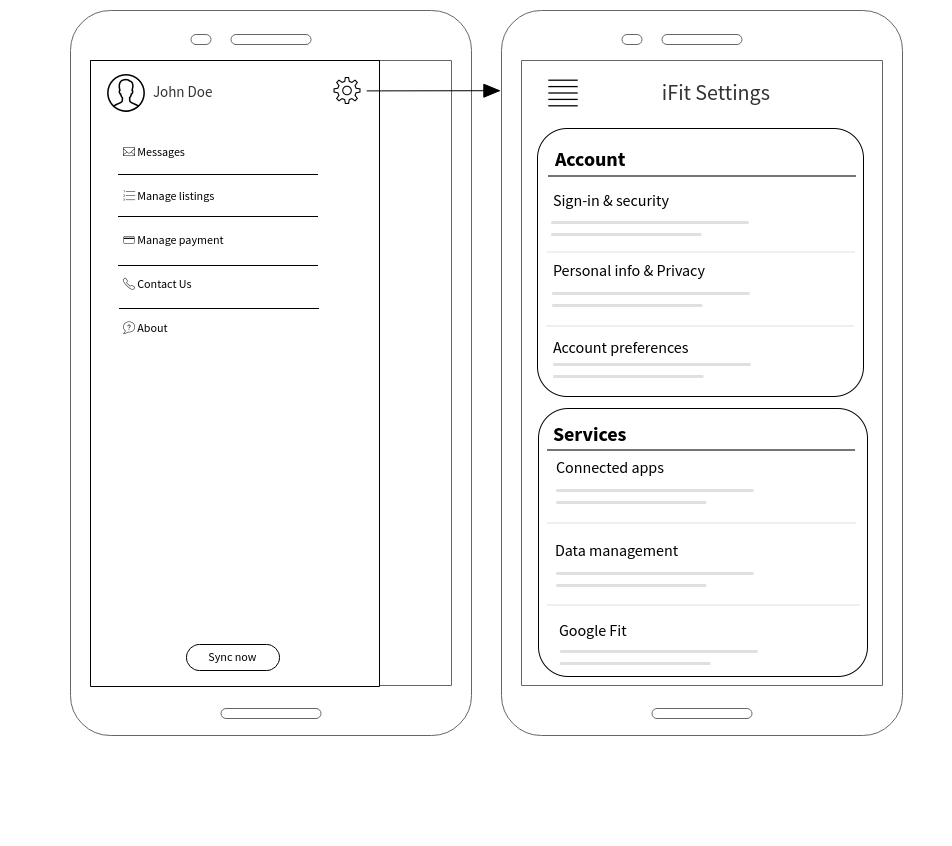 John Doe
Messages
Manage listings
Manage payment
Contact Us
About
Sync now
iFit Settings
Account
Sign-in & security
Personal info & Privacy
Account preferences
Services
Connected apps
Data management
Google Fit